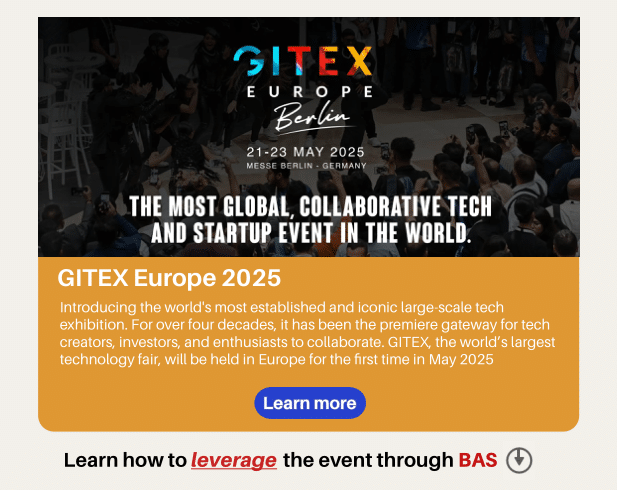 GITEX
EUROPE
Berlin
21-23 MAY 2025
MESSE BERLIN - GERMANY
THE MOST GLOBAL, COLLABORATIVE TECH
AND STARTUP EVENT IN THE WORLD.
GITEX Europe 2025
Introducing the world's most established and iconic large-scale tech
exhibition. For over four decades, it has been the premiere gateway for tech
creators, investors, and enthusiasts to collaborate. GITEX, the world's largest
technology fair, will be held in Europe for the first time in May 2025
Learn more
Learn how to leverage the event through BAS